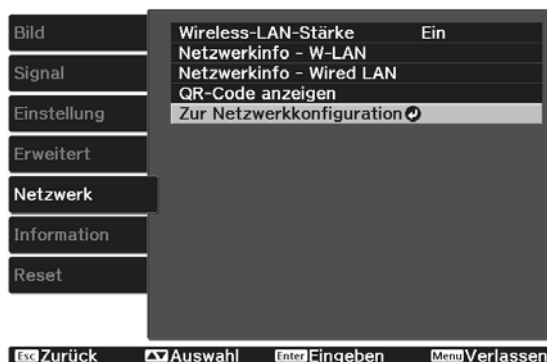 Bild
Signal
Einstellung
Erweitert
Netzwerk
Information
Reset
Wireless-LAN-Stärke Ein
Netzwerkinfo - W-LAN
Netzwerkinfo - Wired LAN
QR-Code anzeigen
Zur Netzwerkkonfiguration
Esc Zurück Auswahl Enter Eingeben Menu Verlassen